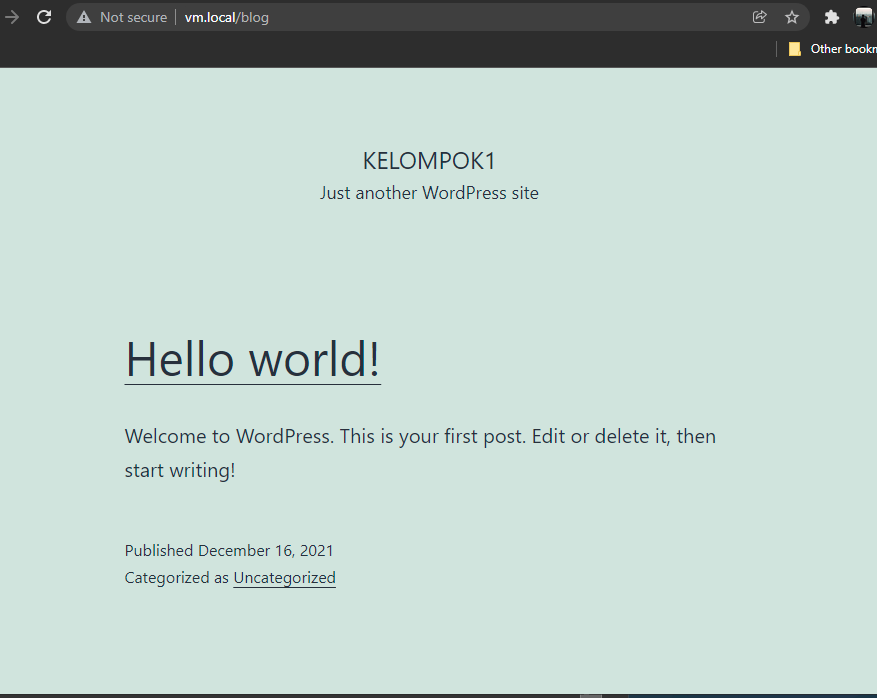 Not secure | vm.local/blog
Other bookm
KELOMPOK1
Just another WordPress site
Hello world!
Welcome to WordPress. This is your first post. Edit or delete it, then
start writing!
Published December 16, 2021
Categorized as Uncategorized